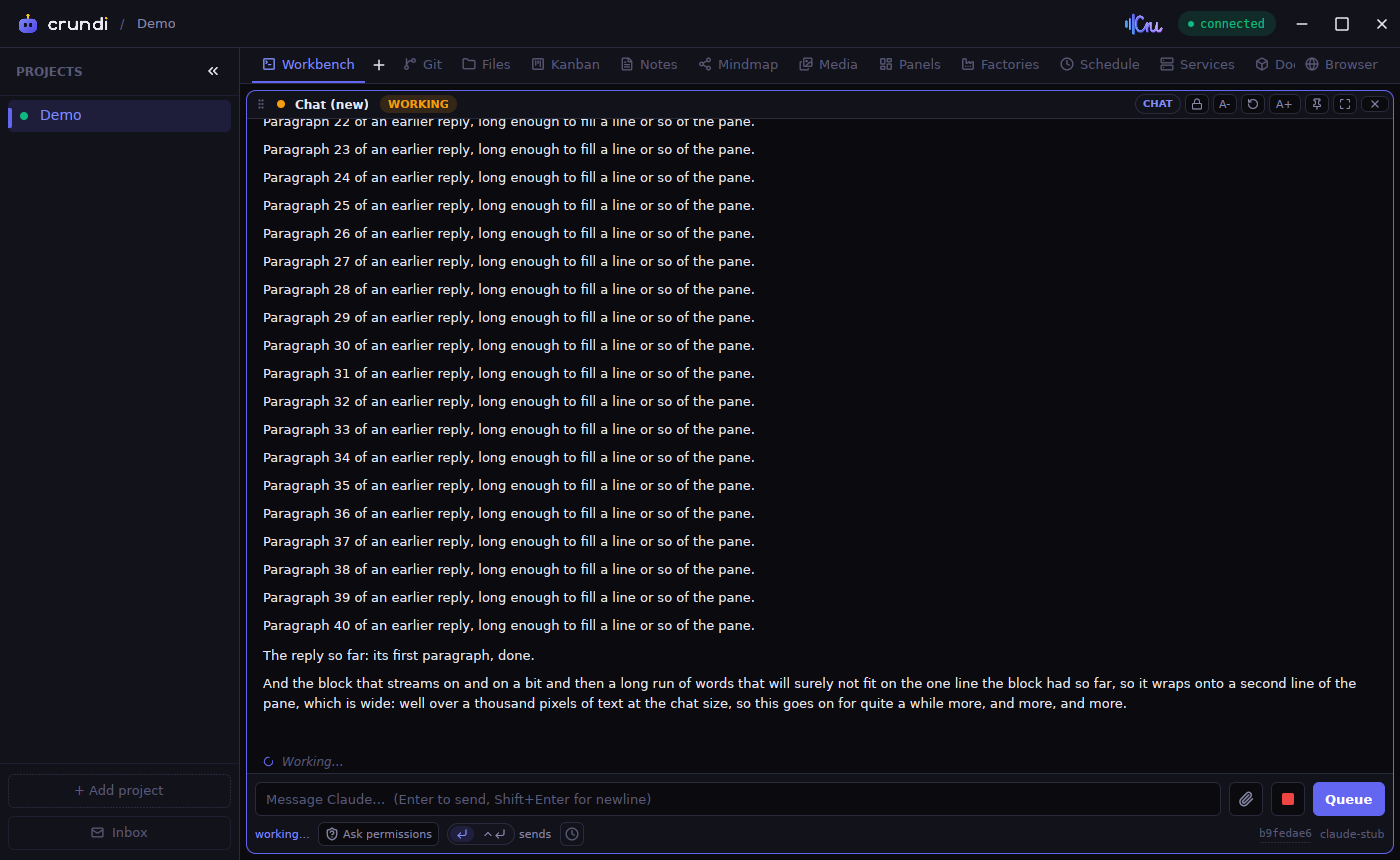 crundi / Demo
Cru
connected
PROJECTS
Demo
+ Add project
Inbox
Workbench
Git
Files
Kanban
Notes
Mindmap
Media
Panels
Factories
Schedule
Services
Browser
Chat (new) WORKING
CHAT A- A+
Paragraph 22 of an earlier reply, long enough to fill a line or so of the pane.
Paragraph 23 of an earlier reply, long enough to fill a line or so of the pane.
Paragraph 24 of an earlier reply, long enough to fill a line or so of the pane.
Paragraph 25 of an earlier reply, long enough to fill a line or so of the pane.
Paragraph 26 of an earlier reply, long enough to fill a line or so of the pane.
Paragraph 27 of an earlier reply, long enough to fill a line or so of the pane.
Paragraph 28 of an earlier reply, long enough to fill a line or so of the pane.
Paragraph 29 of an earlier reply, long enough to fill a line or so of the pane.
Paragraph 30 of an earlier reply, long enough to fill a line or so of the pane.
Paragraph 31 of an earlier reply, long enough to fill a line or so of the pane.
Paragraph 32 of an earlier reply, long enough to fill a line or so of the pane.
Paragraph 33 of an earlier reply, long enough to fill a line or so of the pane.
Paragraph 34 of an earlier reply, long enough to fill a line or so of the pane.
Paragraph 35 of an earlier reply, long enough to fill a line or so of the pane.
Paragraph 36 of an earlier reply, long enough to fill a line or so of the pane.
Paragraph 37 of an earlier reply, long enough to fill a line or so of the pane.
Paragraph 38 of an earlier reply, long enough to fill a line or so of the pane.
Paragraph 39 of an earlier reply, long enough to fill a line or so of the pane.
Paragraph 40 of an earlier reply, long enough to fill a line or so of the pane.
The reply so far: its first paragraph, done.
And the block that streams on and on a bit and then a long run of words that will surely not fit on the one line the block had so far, so it wraps onto a second line of the
pane, which is wide: well over a thousand pixels of text at the chat size, so this goes on for quite a while more, and more, and more.
Working...
Message Claude... (Enter to send, Shift+Enter for newline)
Queue
working... Ask permissions sends
b9fedae6 claude-stub